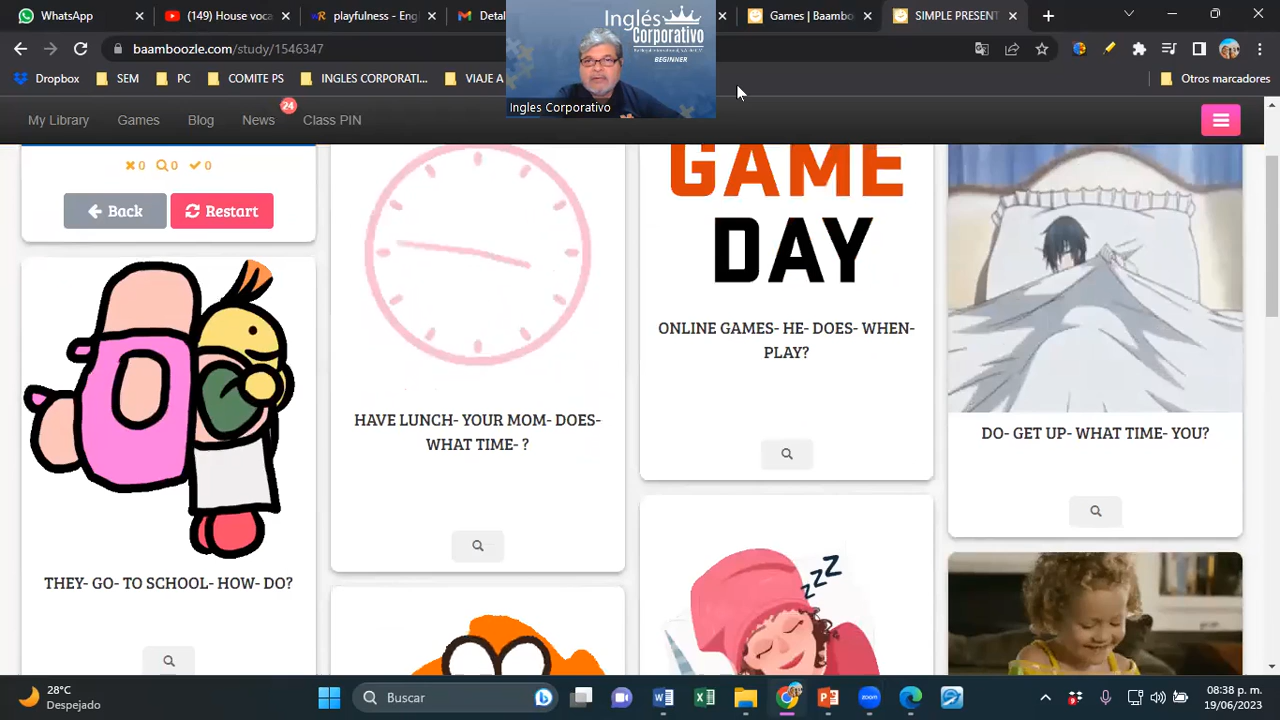 WhatsApp
(149) House voca
playfulness - Eng
Detal
Games | Baambo
SIMPLE PRESENT
baamboozle.com/study/1546347
Dropbox
SEM
PC
COMITE PS
INGLES CORPORATI...
VIAJE A
Otros marcadores
Inglés
Corporativo
BEGINNER
Ingles Corporativo
My Library
Games
Blog
News
24
Class PIN
0 0 0
Back
Restart
GAME
DAY
ONLINE GAMES- HE- DOES- WHEN-
PLAY?
HAVE LUNCH- YOUR MOM- DOES-
WHAT TIME- ?
DO- GET UP- WHAT TIME- YOU?
THEY- GO- TO SCHOOL- HOW- DO?
zzz
28°C
Despejado
Buscar
zoom
9
08:38 p. m.
19/06/2023